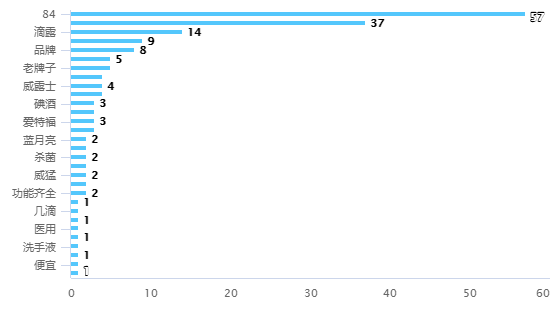 84
57
37
滴露
14
9
品牌
8
5
老牌子
威露士
4
碘酒
3
爱特福
3
蓝月亮
2
杀菌
2
威猛
2
功能齐全
2
1
几滴
1
医用
1
洗手液
1
便宜
1
0 10 20 30 40 50 60